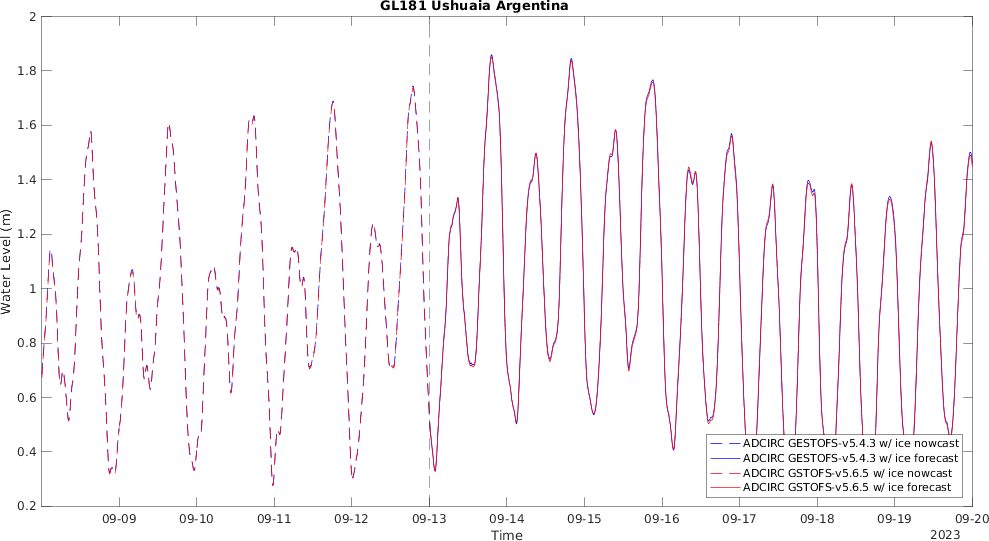 GL181 Ushuaia Argentina
2
1.8
1.6
1.4
1.2
1
0.8
0.6
0.4
0.2
Water Level (m)
ADCIRC GESTOFS-v5.4.3 w/ ice nowcast
ADCIRC GESTOFS-v5.4.3 w/ ice forecast
ADCIRC GSTOFS-v5.6.5 w/ ice nowcast
ADCIRC GSTOFS-v5.6.5 w/ ice forecast
09-09 09-10 09-11 09-12 09-13 09-14 09-15 09-16 09-17 09-18 09-19 09-20
Time
2023